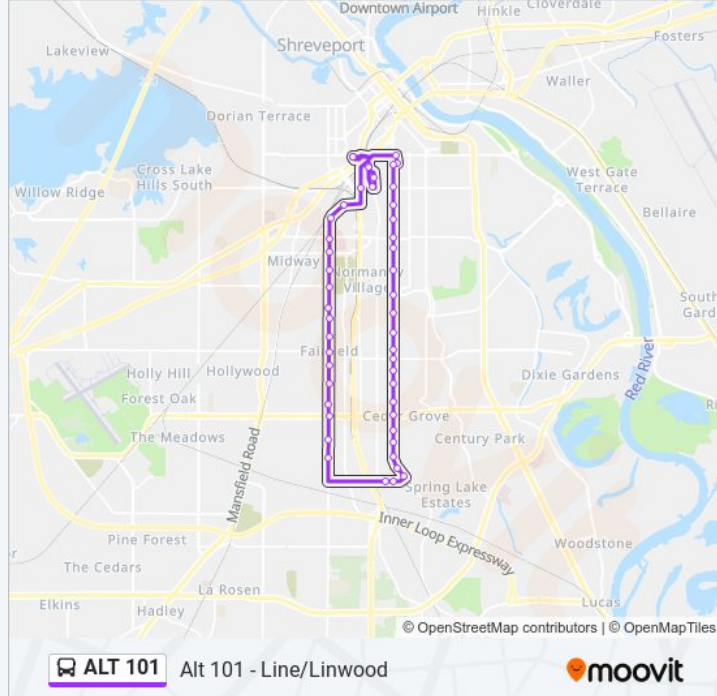 Downtown Airport
Hinkle
Cloverdale
Lakeview
Shreveport
Fosters
Waller
Dorian Terrace
Cross Lake
Hills South
West Gate
Terrace
Willow Ridge
Bellaire
Midway
Normandy
Village
South
Gard
Fairfield
Red River
Holly Hill
Hollywood
Dixie Gardens
Forest Oak
Ri
Cedar Grove
The Meadows
Century Park
Mansfield Road
Spring Lake
Estates
Inner Loop Expressway
Pine Forest
Woodstone
or
The Cedars
La Rosen
Elkins
Hadley
Lucas
© OpenStreetMap contributors | © OpenMapTiles
ALT 101
Alt 101 - Line/Linwood
moovit